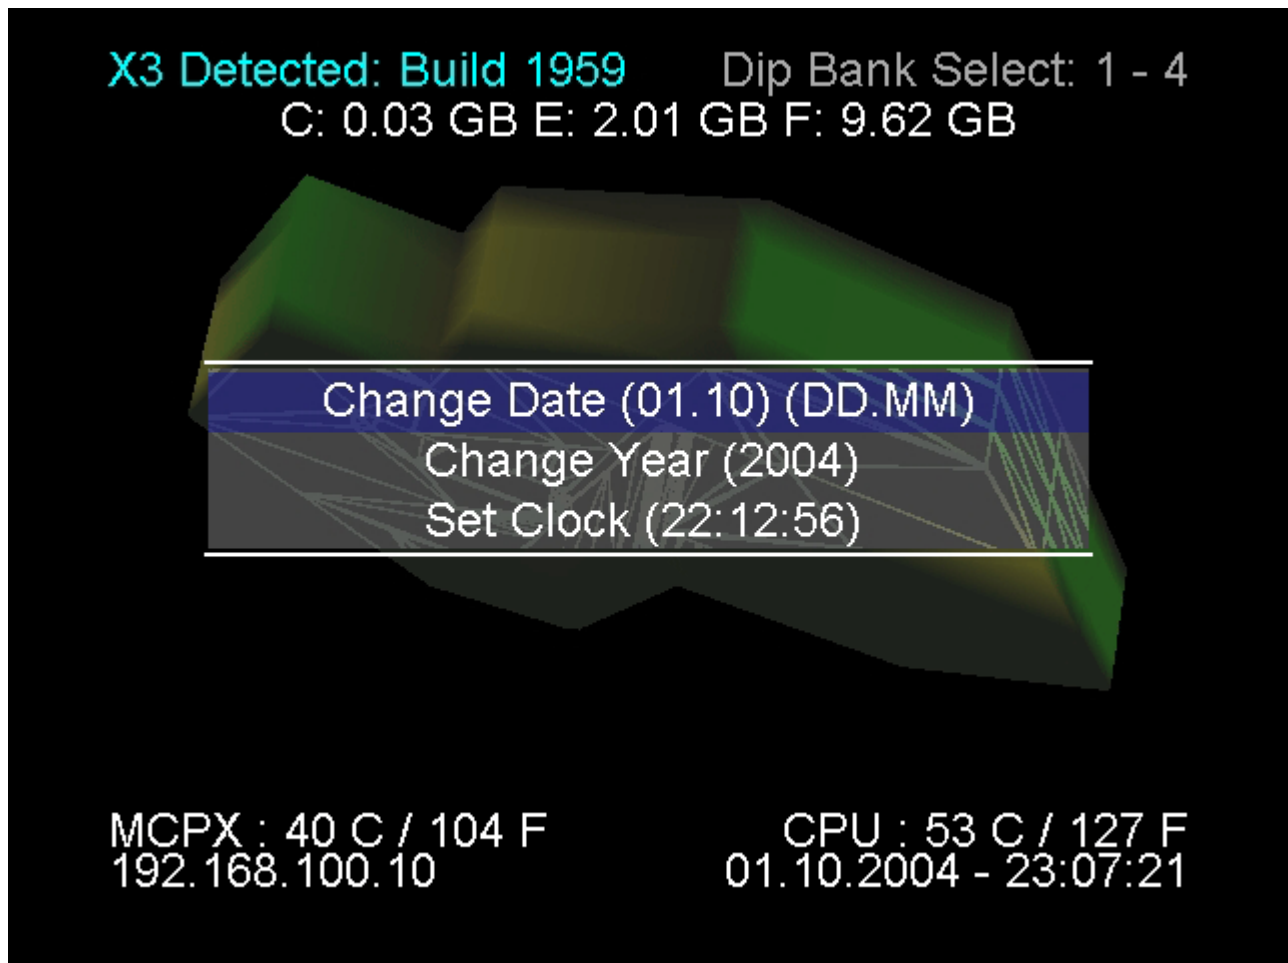 X3 Detected: Build 1959 Dip Bank Select: 1 - 4
C: 0.03 GB E: 2.01 GB F: 9.62 GB
Change Date (01.10) (DD.MM)
Change Year (2004)
Set Clock (22:12:56)
MCPX : 40 C / 104 F CPU : 53 C / 127 F
192.168.100.10 01.10.2004 - 23:07:21